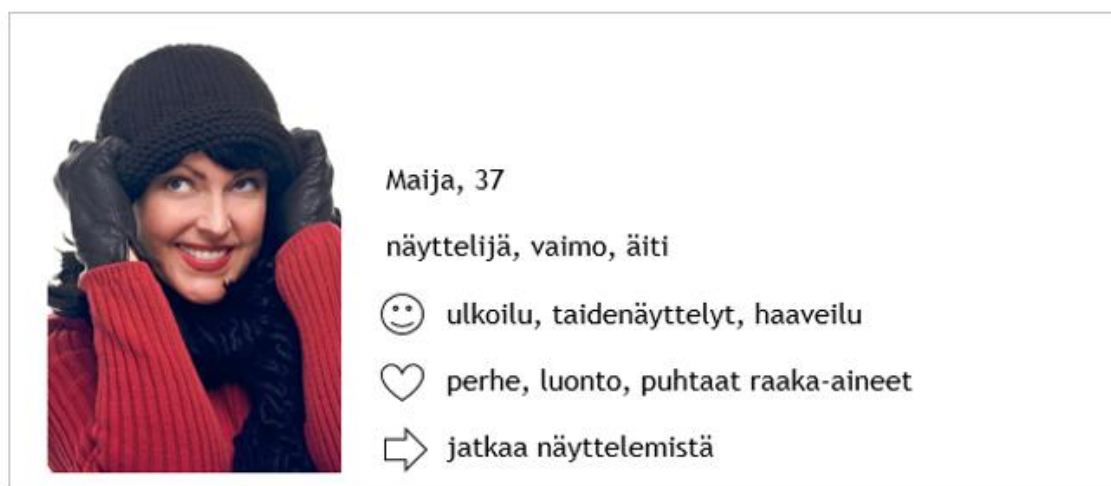 Maija, 37
näyttelijä, vaimo, äiti
ulkoilu, taidenäyttelyt, haaveilu
perhe, luonto, puhtaat raaka-aineet
jatkaa näyttelemistä